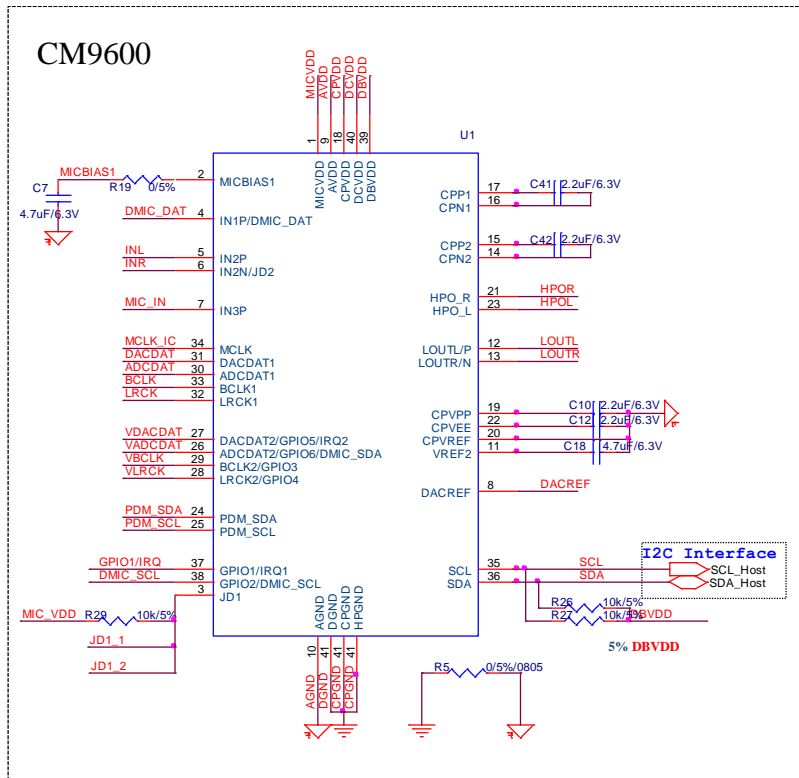 CM9600
MICVDD
AVDD
CPVDD
DCVDD
DBVDD
1
9
18
40
39
U1
MICVDD
AVDD
CPVDD
DCVDD
DBVDD
MICBIAS1
R19 0/5%
2
MICBIAS1
C7
4.7uF/6.3V
DMIC_DAT
4
IN1P/DMIC_DAT
INL
5
IN2P
INR
6
IN2N/JD2
MIC_IN
7
IN3P
MCLK_IC
34
MCLK
DACDAT
31
DACDAT1
ADCDAT
30
ADCDAT1
BCLK
33
BCLK1
LRCK
32
LRCK1
VDACDAT
27
DACDAT2/GPIO5/IRQ2
VADCDAT
26
ADCDAT2/GPIO6/DMIC_SDA
VBCLK
29
BCLK2/GPIO3
VLRCK
28
LRCK2/GPIO4
PDM_SDA
24
PDM_SDA
PDM_SCL
25
PDM_SCL
GPIO1/IRQ
37
GPIO1/IRQ1
DMIC_SCL
38
GPIO2/DMIC_SCL
3
JD1
MIC_VDD
R29
10k/5%
JD1_1
JD1_2
CPP1
17
C41
2.2uF/6.3V
CPN1
16
CPP2
15
C42
2.2uF/6.3V
CPN2
14
HPO_R
21
HPOR
HPO_L
23
HPOL
LOUTL/P
12
LOUTL
LOUTR/N
13
LOUTR
CPVPP
19
C10
2.2uF/6.3V
CPVEE
22
C12
2.2uF/6.3V
CPVREF
20
VREF2
11
C18
4.7uF/6.3V
DACREF
8
DACREF
SCL
35
SCL
SDA
36
SDA
I2C Interface
SCL_Host
SDA_Host
R26
10k/5%
R27
10k/5%
DBVDD
5% DBVDD
AGND
DGND
CPGND
HPGND
10
41
41
41
AGND
DGND
CPGND
CPGND
R5
0/5%/0805